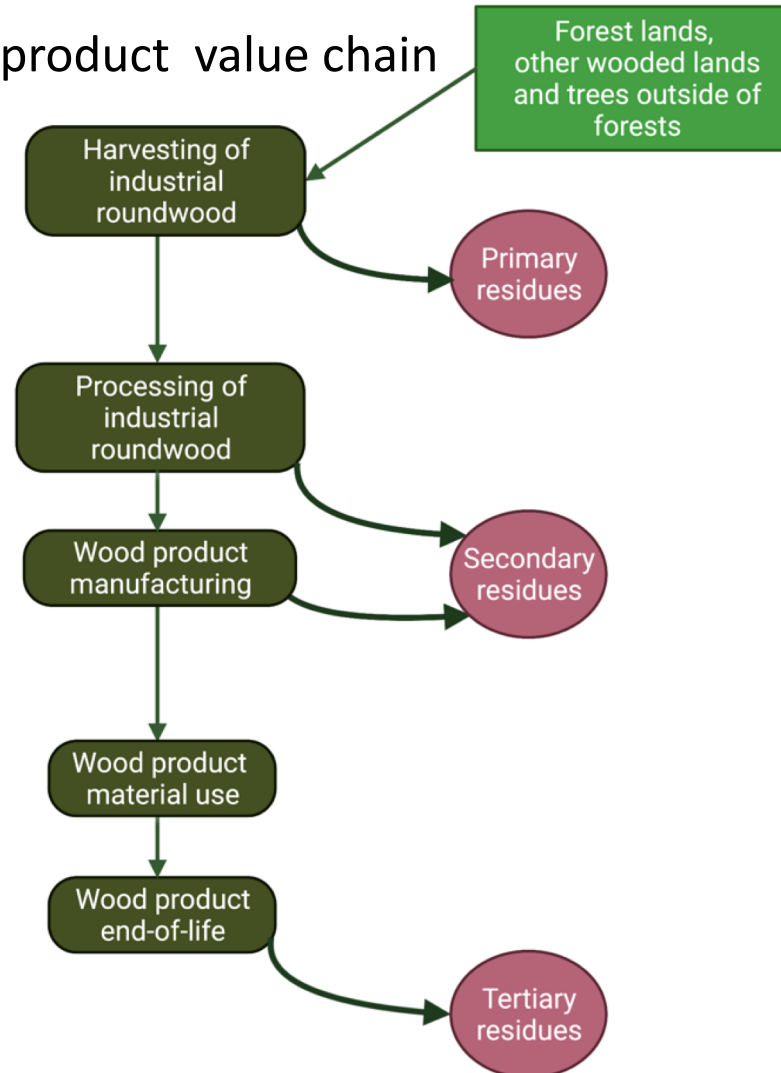 product value chain
Forest lands,
other wooded lands
and trees outside of
forests
Harvesting of
industrial
roundwood
Primary
residues
Processing of
industrial
roundwood
Wood product
manufacturing
Secondary
residues
Wood product
material use
Wood product
end-of-life
Tertiary
residues